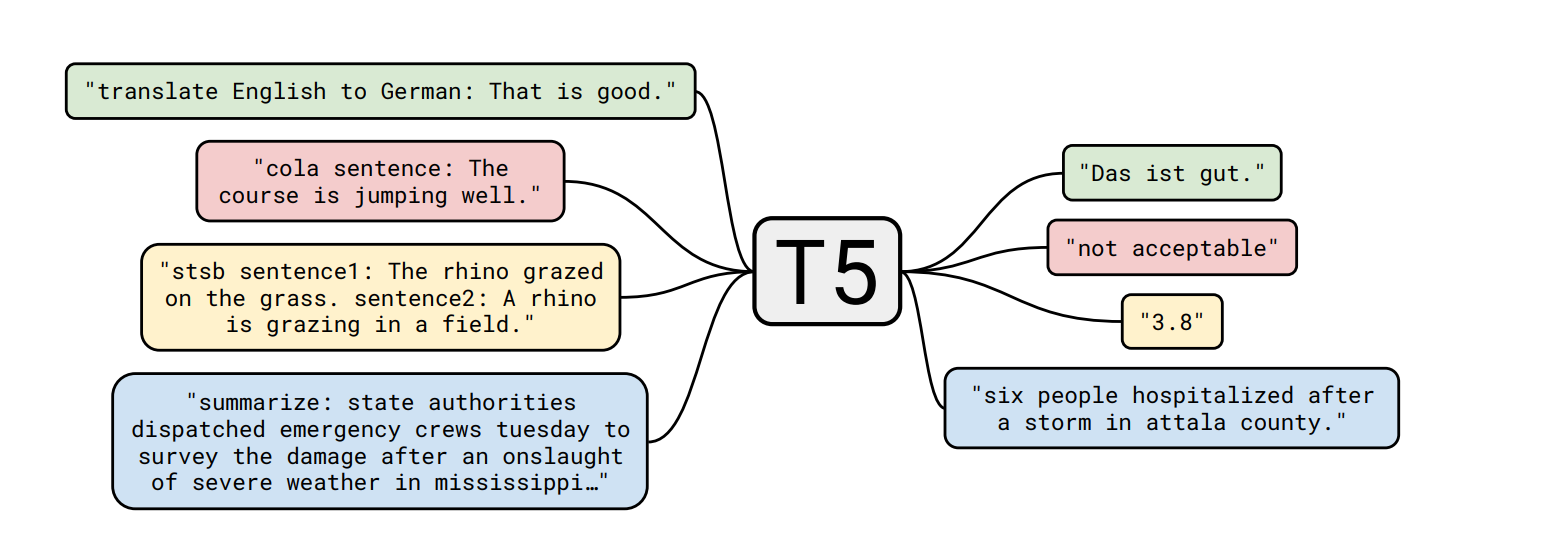 "translate English to German: That is good."
"cola sentence: The
course is jumping well."
"stsb sentence1: The rhino grazed
on the grass. sentence2: A rhino
is grazing in a field."
"summarize: state authorities
dispatched emergency crews tuesday to
survey the damage after an onslaught
of severe weather in mississippi…"
T5
"Das ist gut."
"not acceptable"
"3.8"
"six people hospitalized after
a storm in attala county."